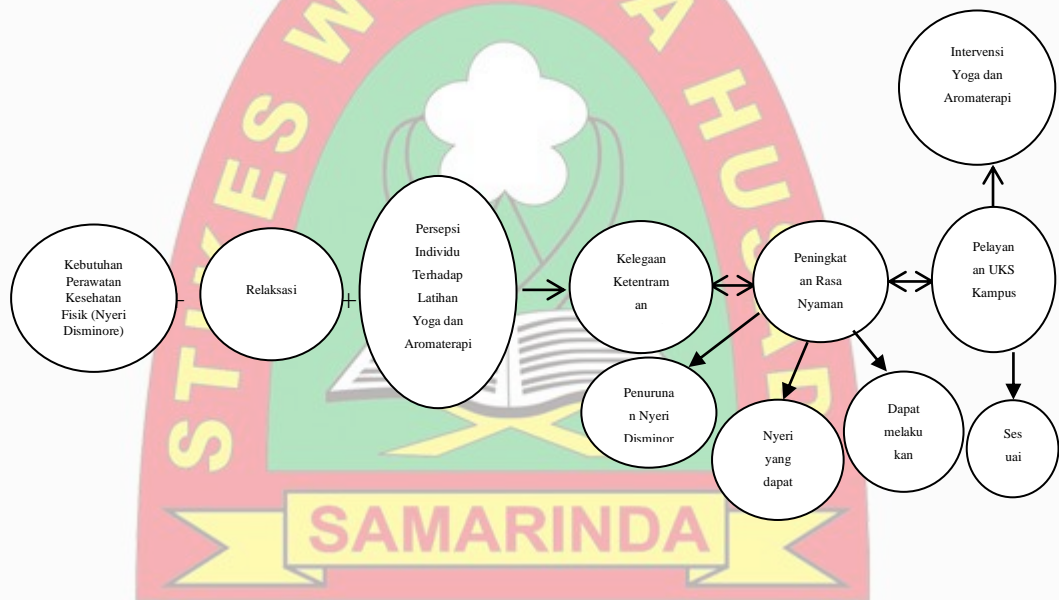 STIKES W
A HUSAD
SAMARINDA
Kebutuhan
Perawatan
Kesehatan
Fisik (Nyeri
Disminore)
-
Relaksasi
+
Persepsi
Individu
Terhadap
Latihan
Yoga dan
Aromaterapi
Kelegaan
Ketentram
an
Peningkat
an Rasa
Nyaman
Pelayan
an UKS
Kampus
Intervensi
Yoga dan
Aromaterapi
Penuruna
n Nyeri
Disminor
Nyeri
yang
dapat
Dapat
melaku
kan
Ses
uai